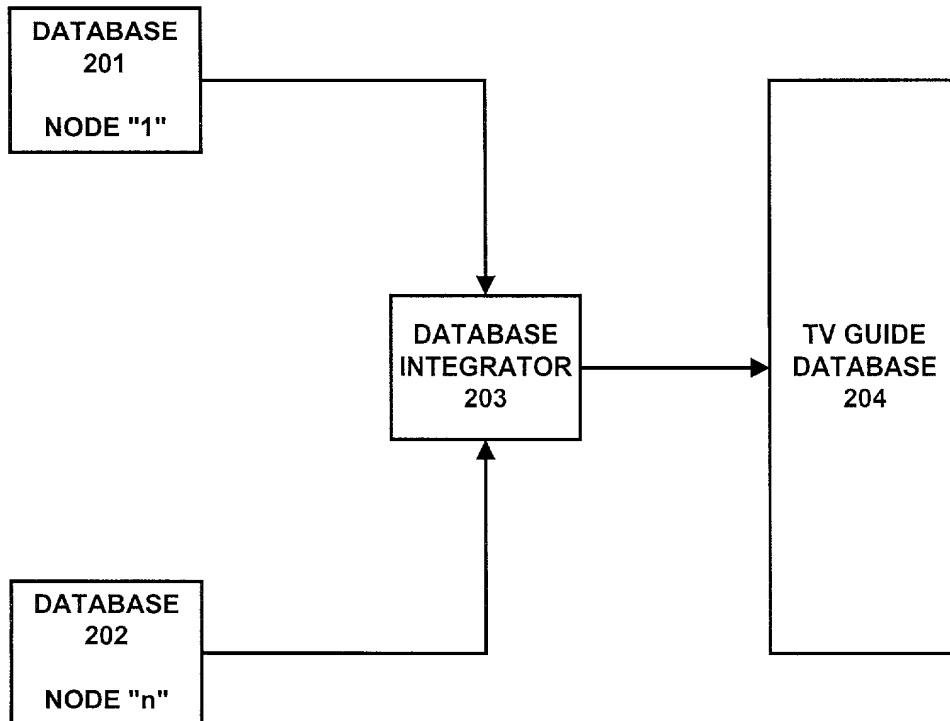 DATABASE
201
NODE "1"
DATABASE
INTEGRATOR
203
TV GUIDE
DATABASE
204
DATABASE
202
NODE "n"